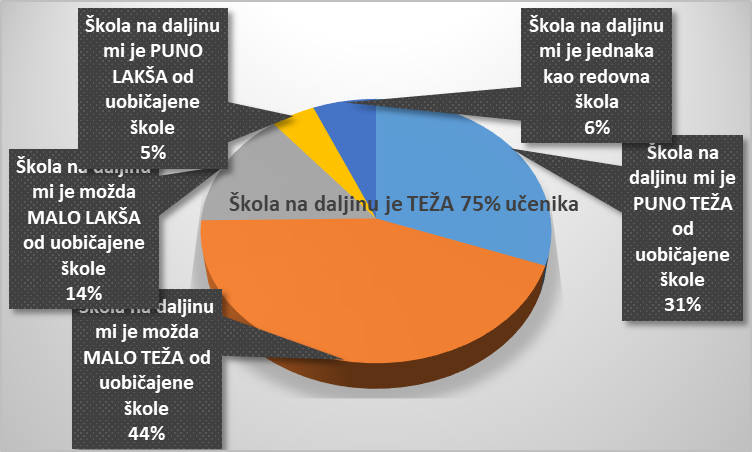 Škola na daljinu
mi je PUNO
LAKŠA od
uobičajene
škole
5%
Škola na daljinu
mi je jednaka
kao redovna
škola
6%
Škola na
daljinu mi je
PUNO TEŽA
od
uobičajene
škole
31%
Škola na daljinu
mi je možda
MALO LAKŠA
od uobičajene
škole
14%
Škola na daljinu je TEŽA 75% učenika
Škola na daljinu
mi je možda
MALO TEŽA od
uobičajene
škole
44%